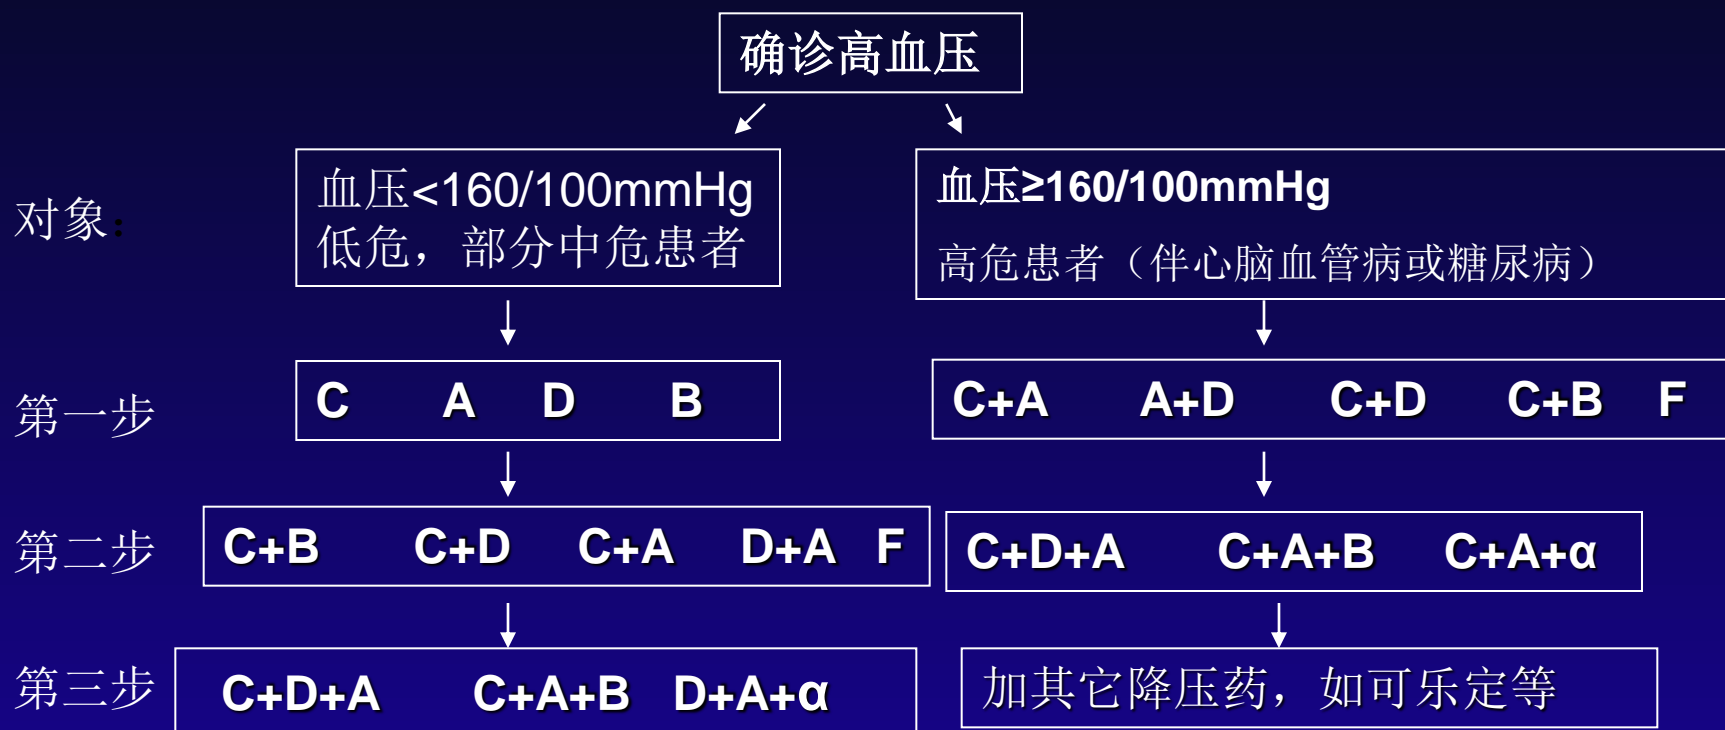 确诊高血压
对象：
血压<160/100mmHg
低危，部分中危患者
血压≥160/100mmHg
高危患者（伴心脑血管病或糖尿病）
第一步
C A D B
C+A A+D C+D C+B F
第二步
C+B C+D C+A D+A F
C+D+A C+A+B C+A+α
第三步
C+D+A C+A+B D+A+α
加其它降压药，如可乐定等